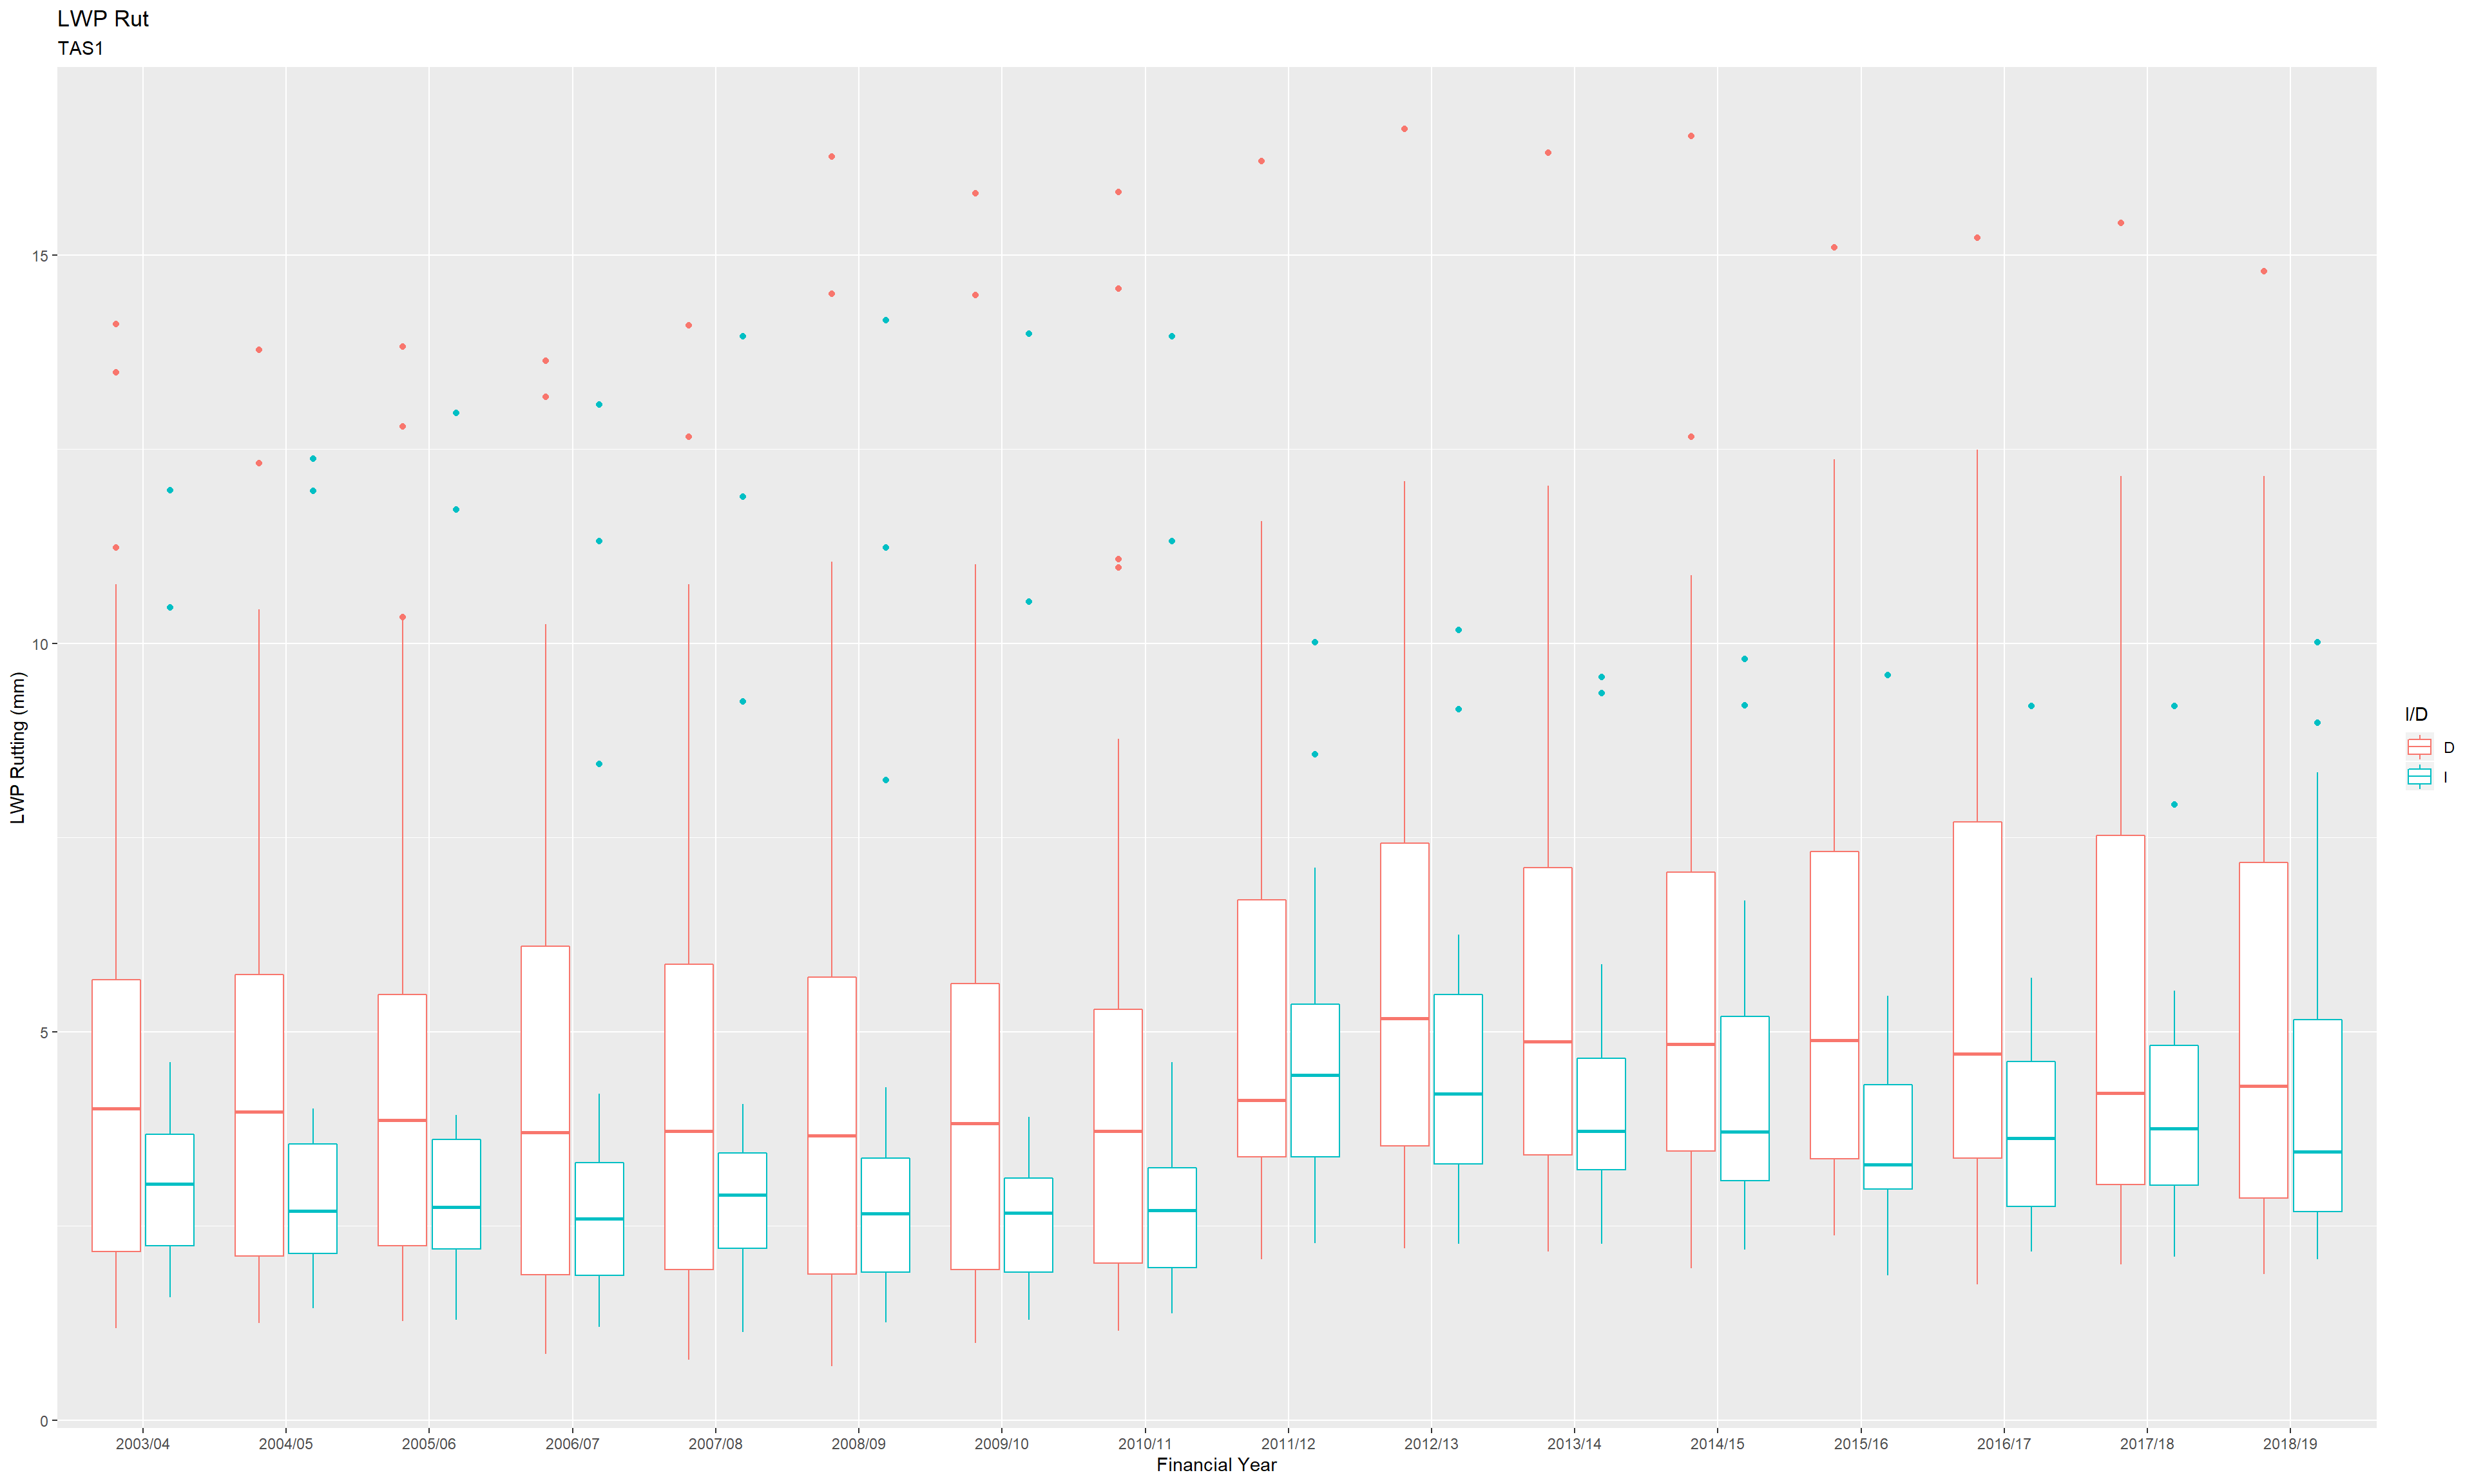 LWP Rut
TAS1
LWP Rutting (mm)
15
10
5
0
2003/04 2004/05 2005/06 2006/07 2007/08 2008/09 2009/10 2010/11 2011/12 2012/13 2013/14 2014/15 2015/16 2016/17 2017/18 2018/19
Financial Year
I/D
D
I